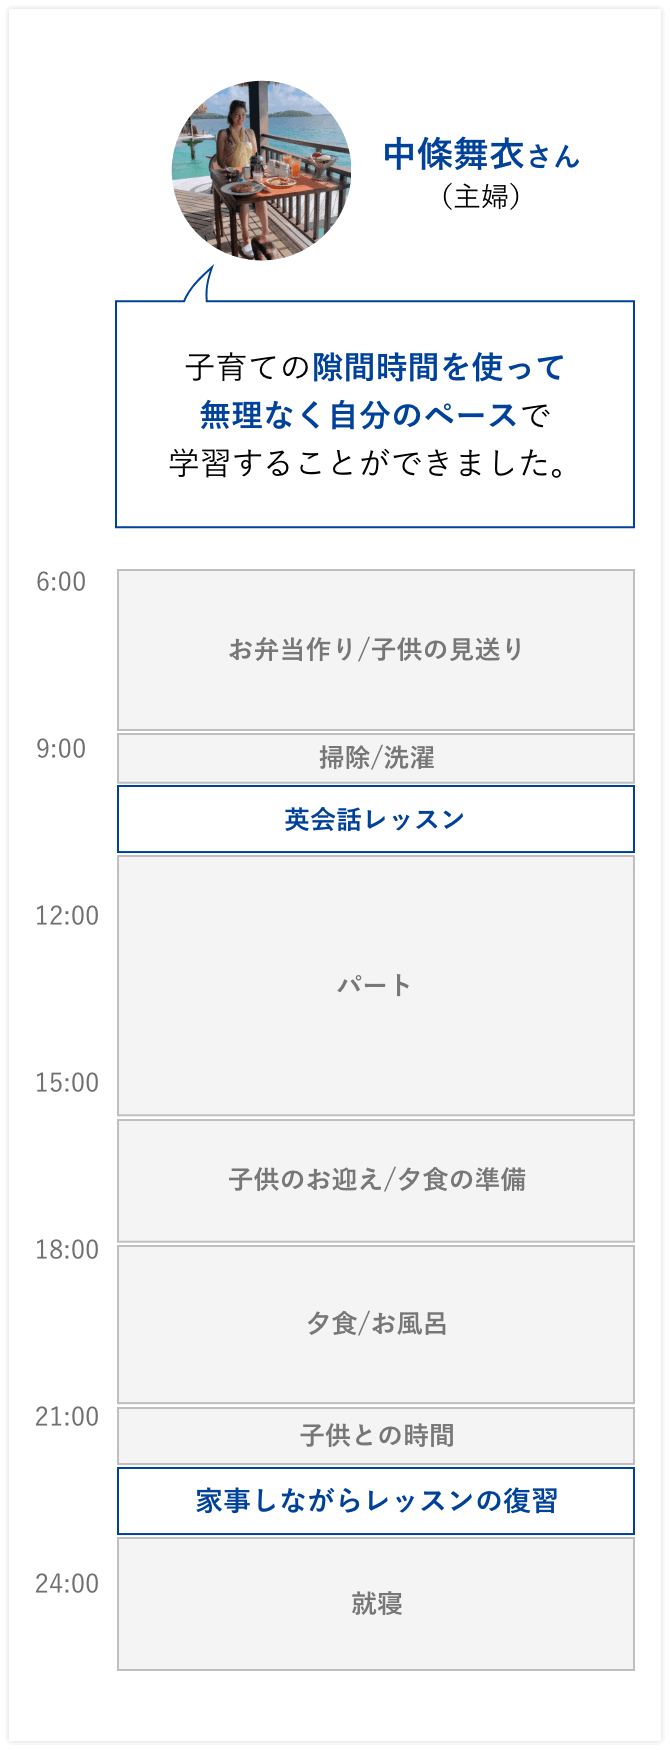 中條舞衣さん
（主婦）
子育ての隙間時間を使って
無理なく自分のペースで
学習することができました。
6:00
お弁当作り/子供の見送り
9:00
掃除/洗濯
英会話レッスン
12:00
パート
15:00
子供のお迎え/夕食の準備
18:00
夕食/お風呂
21:00
子供との時間
家事しながらレッスンの復習
24:00
就寝